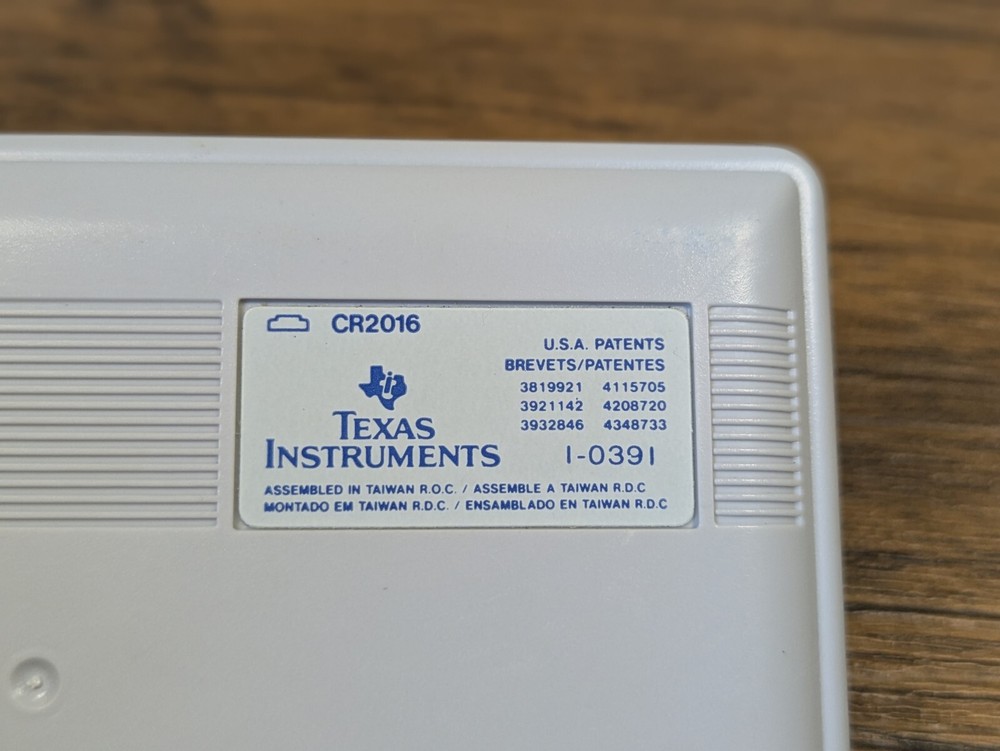 CR2016
U.S.A. PATENTS
BREVETS/PATENTES
3819921 4115705
3921142 4208720
3932846 4348733
TEXAS
INSTRUMENTS
I-0391
ASSEMBLED IN TAIWAN R.O.C. / ASSEMBLE A TAIWAN R.D.C
MONTADO EM TAIWAN R.D.C. / ENSAMBLADO EN TAIWAN R.D.C